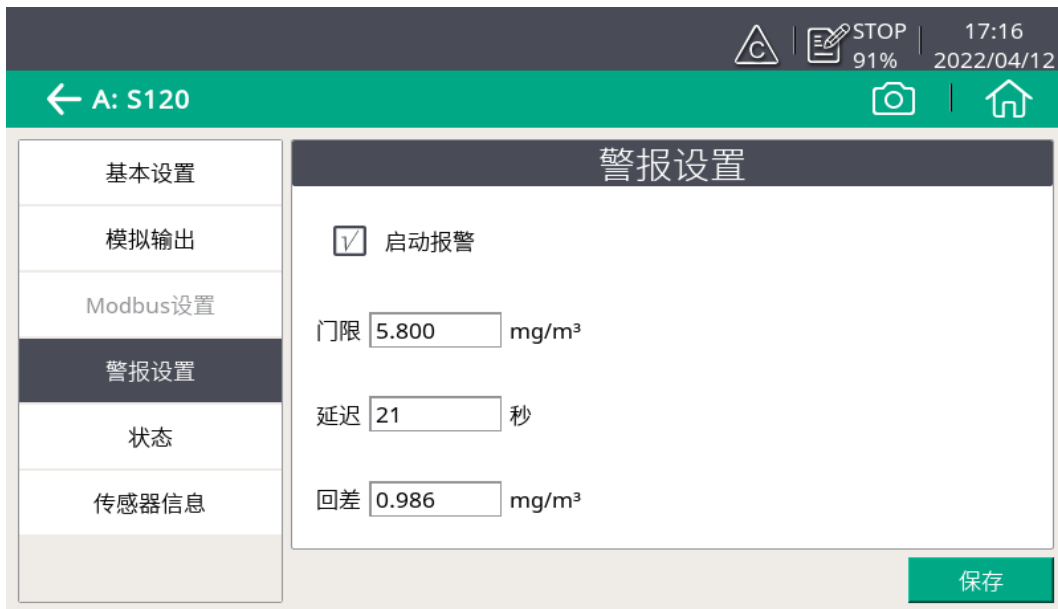 C
STOP
91%
17:16
2022/04/12
A: S120
基本设置
模拟输出
Modbus设置
警报设置
状态
传感器信息
警报设置
√ 启动报警
门限 5.800 mg/m³
延迟 21 秒
回差 0.986 mg/m³
保存